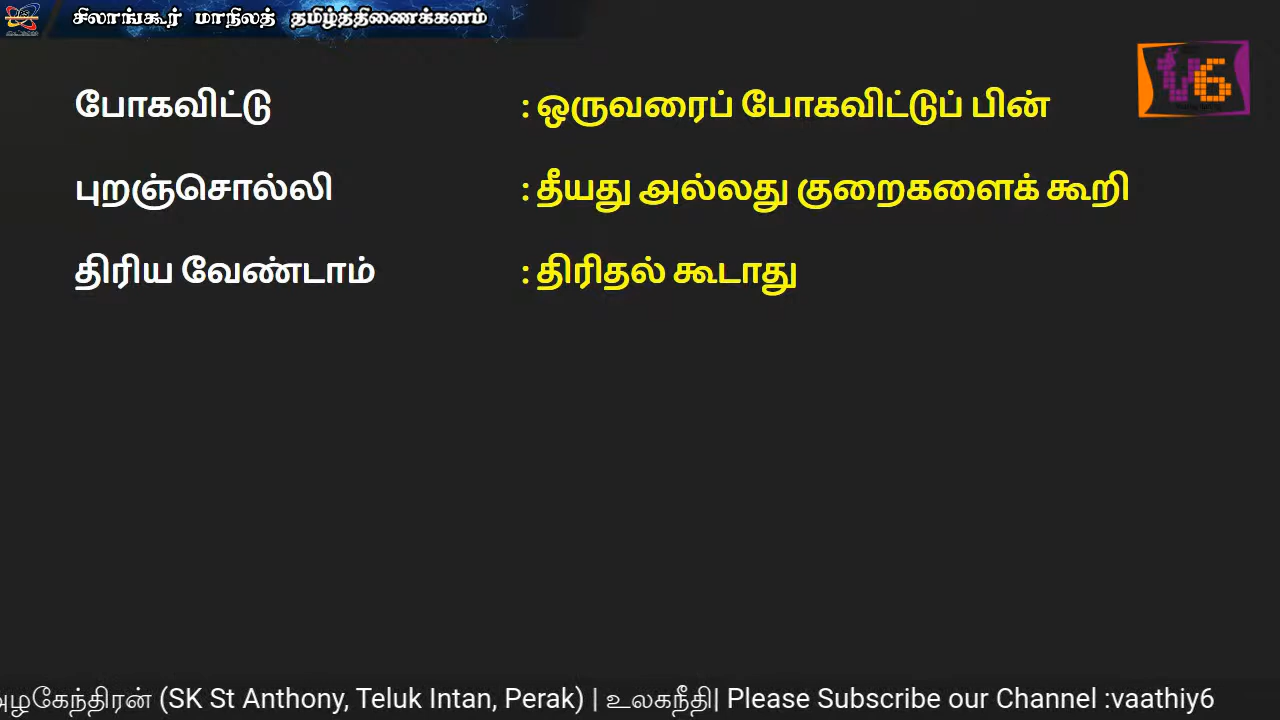 சிலாங்கூர் மாநிலத் தமிழ்த்திணைக்களம்
V6
போகவிட்டு : ஒருவரைப் போகவிட்டுப் பின்
புறஞ்சொல்லி : தீயது அல்லது குறைகளைக் கூறி
திரிய வேண்டாம் : திரிதல் கூடாது
அழகேந்திரன் (SK St Anthony, Teluk Intan, Perak) | உலகநீதி| Please Subscribe our Channel :vaathiy6